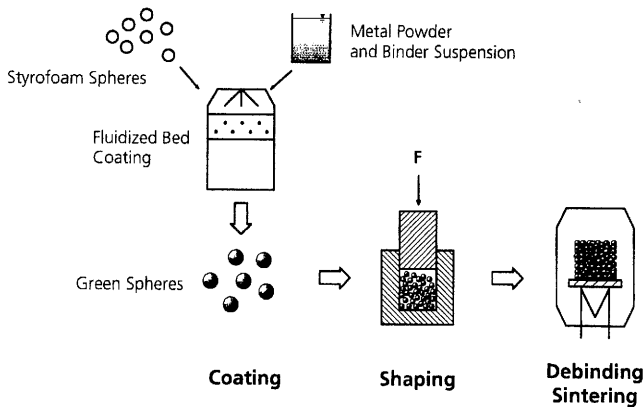 Styrofoam Spheres
Metal Powder
and Binder Suspension
Fluidized Bed
Coating
F
Green Spheres
Coating
Shaping
Debinding
Sintering